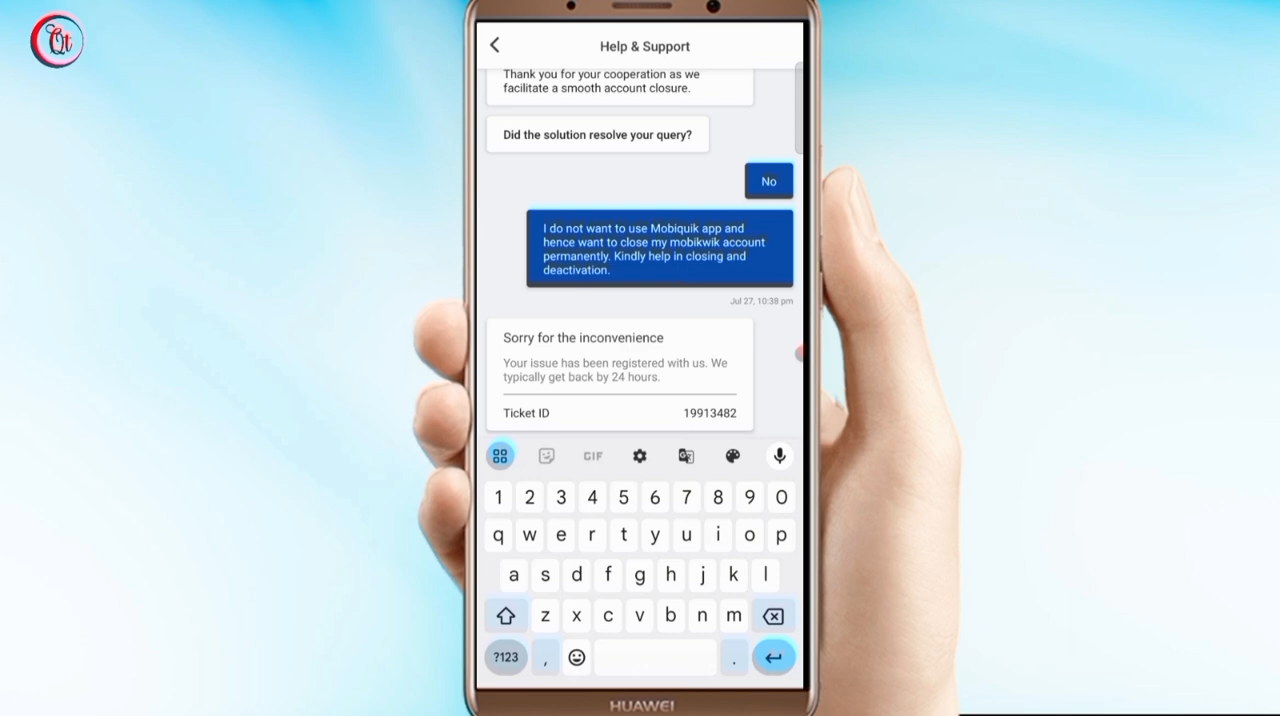 Qt
Help & Support
Thank you for your cooperation as we
facilitate a smooth account closure.
Did the solution resolve your query?
No
I do not want to use Mobiquik app and
hence want to close my mobikwik account
permanently. Kindly help in closing and
deactivation.
Jul 27, 10:38 pm
Sorry for the inconvenience
Your issue has been registered with us. We
typically get back by 24 hours.
Ticket ID 19913482
GIF
1 2 3 4 5 6 7 8 9 0
q w e r t y u i o p
a s d f g h j k l
z x c v b n m
?123 , .
HUAWEI